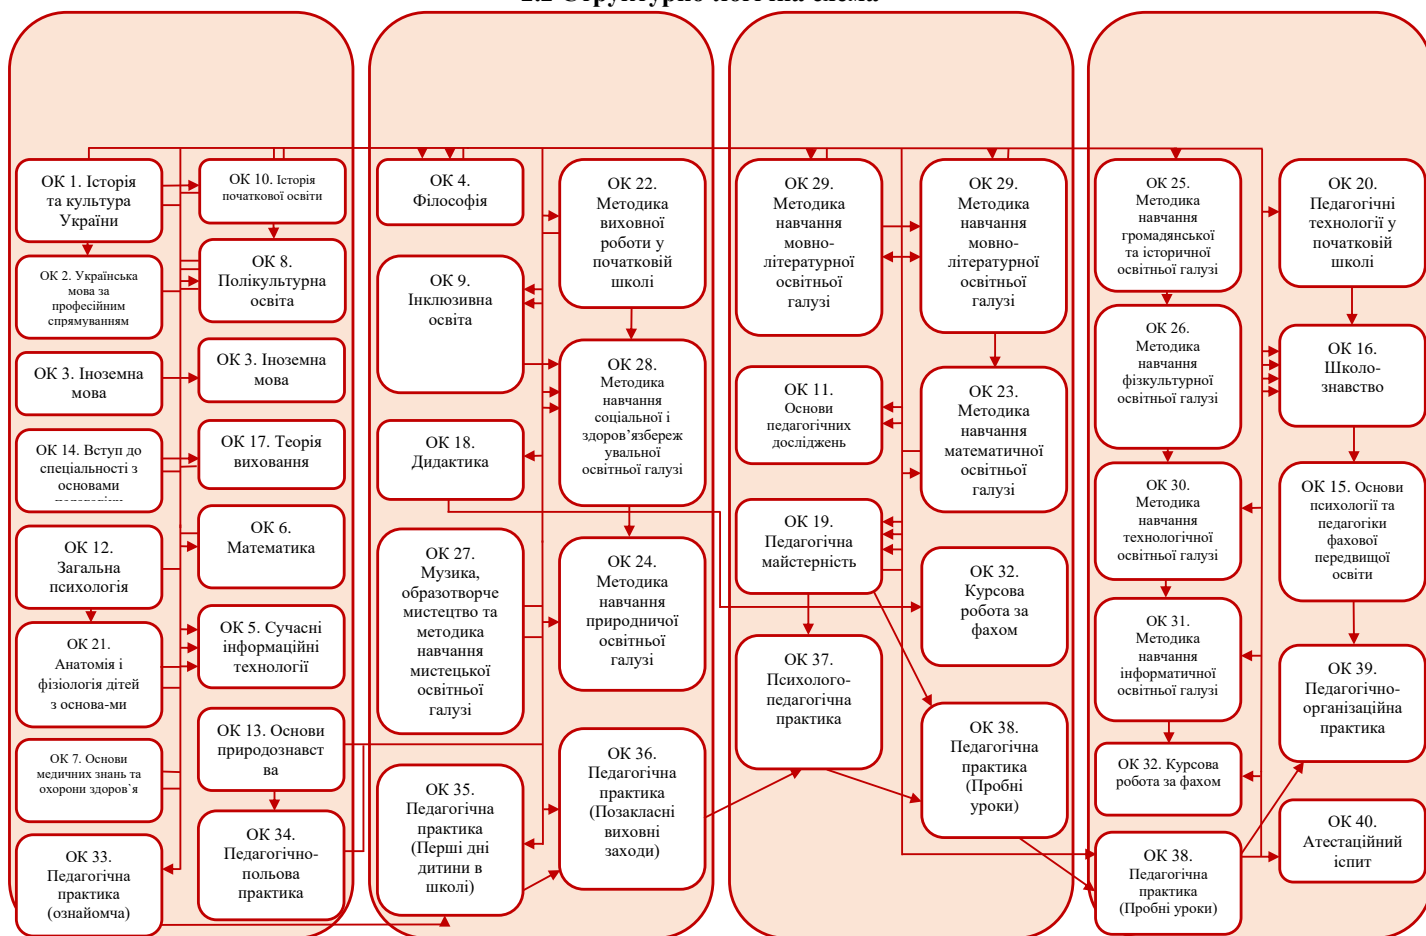 2.2 Структурно-логічна схема
ОК 1. Історія
та культура
України
ОК 2. Українська
мова за
професійним
спрямуванням
ОК 3. Іноземна
мова
ОК 14. Вступ до
спеціальності з
основами
ОК 12.
Загальна
психологія
ОК 21.
Анатомія і
фізіологія дітей
з основа-ми
ОК 7. Основи
медичних знань та
охорони здоров`я
ОК 33.
Педагогічна
практика
(ознайомча)
ОК 10. Історія
початкової освіти
ОК 8.
Полікультурна
освіта
ОК 3. Іноземна
мова
ОК 17. Теорія
виховання
ОК 6.
Математика
ОК 5. Сучасні
інформаційні
технології
ОК 13. Основи
природознавст
ва
ОК 34.
Педагогічно-
польова
практика
ОК 4.
Філософія
ОК 9.
Інклюзивна
освіта
ОК 18.
Дидактика
ОК 27.
Музика,
образотворче
мистецтво та
методика
навчання
мистецької
освітньої
галузі
ОК 35.
Педагогічна
практика
(Перші дні
дитини в
школі)
ОК 22.
Методика
виховної
роботи у
початковій
школі
ОК 28.
Методика
навчання
соціальної і
здоров’язбереж
увальної
освітньої галузі
ОК 24.
Методика
навчання
природничої
освітньої
галузі
ОК 36.
Педагогічна
практика
(Позакласні
виховні
заходи)
ОК 29.
Методика
навчання
мовно-
літературної
освітньої
галузі
ОК 11.
Основи
педагогічних
досліджень
ОК 19.
Педагогічна
майстерність
ОК 37.
Психолого-
педагогічна
практика
ОК 29.
Методика
навчання
мовно-
літературної
освітньої
галузі
ОК 23.
Методика
навчання
математичної
освітньої
галузі
ОК 32.
Курсова
робота за
фахом
ОК 38.
Педагогічна
практика
(Пробні
уроки)
ОК 25.
Методика
навчання
громадянської
та історичної
освітньої галузі
ОК 26.
Методика
навчання
фізкультурної
освітньої галузі
ОК 30.
Методика
навчання
технологічної
освітньої галузі
ОК 31.
Методика
навчання
інформатичної
освітньої галузі
ОК 32. Курсова
робота за фахом
ОК 38.
Педагогічна
практика
(Пробні уроки)
ОК 20.
Педагогічні
технології у
початковій
школі
ОК 16.
Школо-
знавство
ОК 15. Основи
психології та
педагогіки
фахової
передвищої
освіти
ОК 39.
Педагогічно-
організаційна
практика
ОК 40.
Атестаційний
іспит